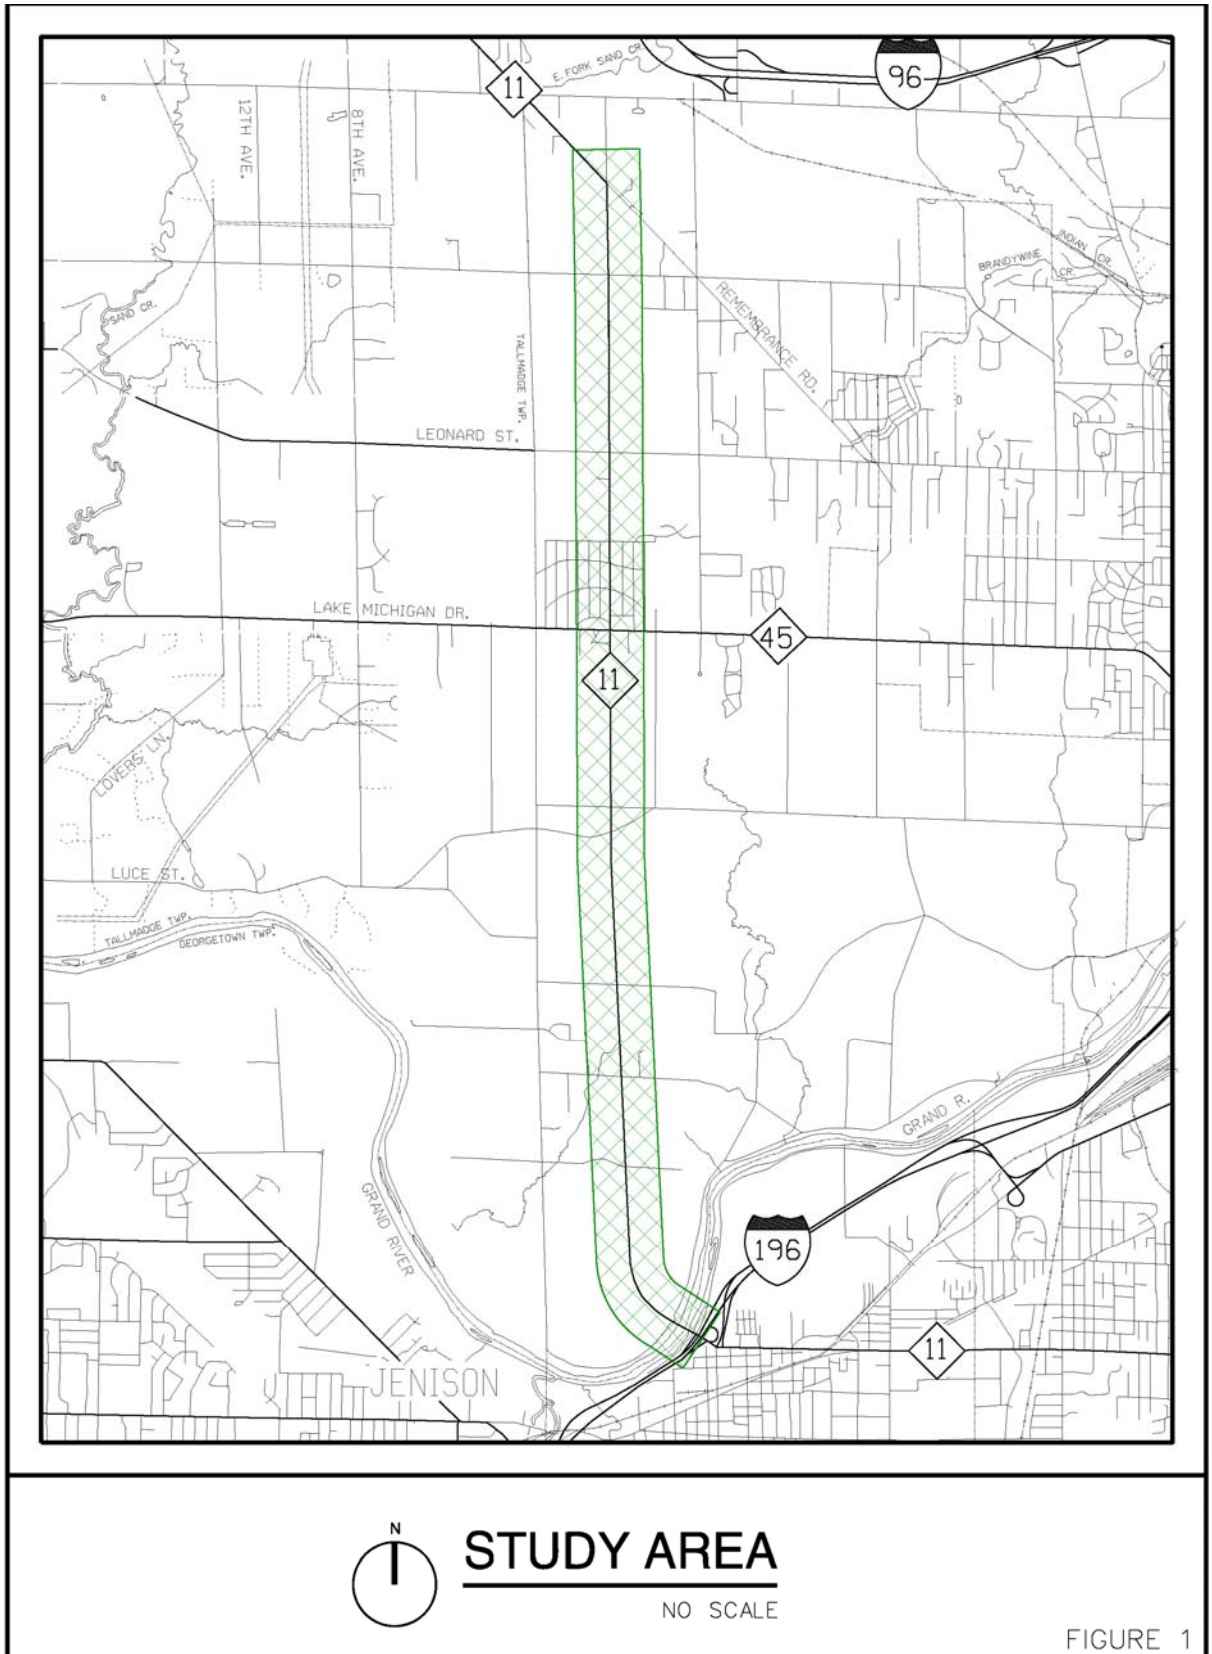 E. FORK SAND CR.
96
11
12TH AVE.
8TH AVE.
INDIAN CR.
BRANDYWINE CR.
SAND CR.
REMEMBRANCE RD.
TALLMADGE TWP.
LEONARD ST.
LAKE MICHIGAN DR.
45
11
LOVERS LN.
LUCE ST.
TALLMADGE TWP.
GEORGETOWN TWP.
GRAND R.
GRAND RIVER
196
11
JENISON
N
STUDY AREA
NO SCALE
FIGURE 1